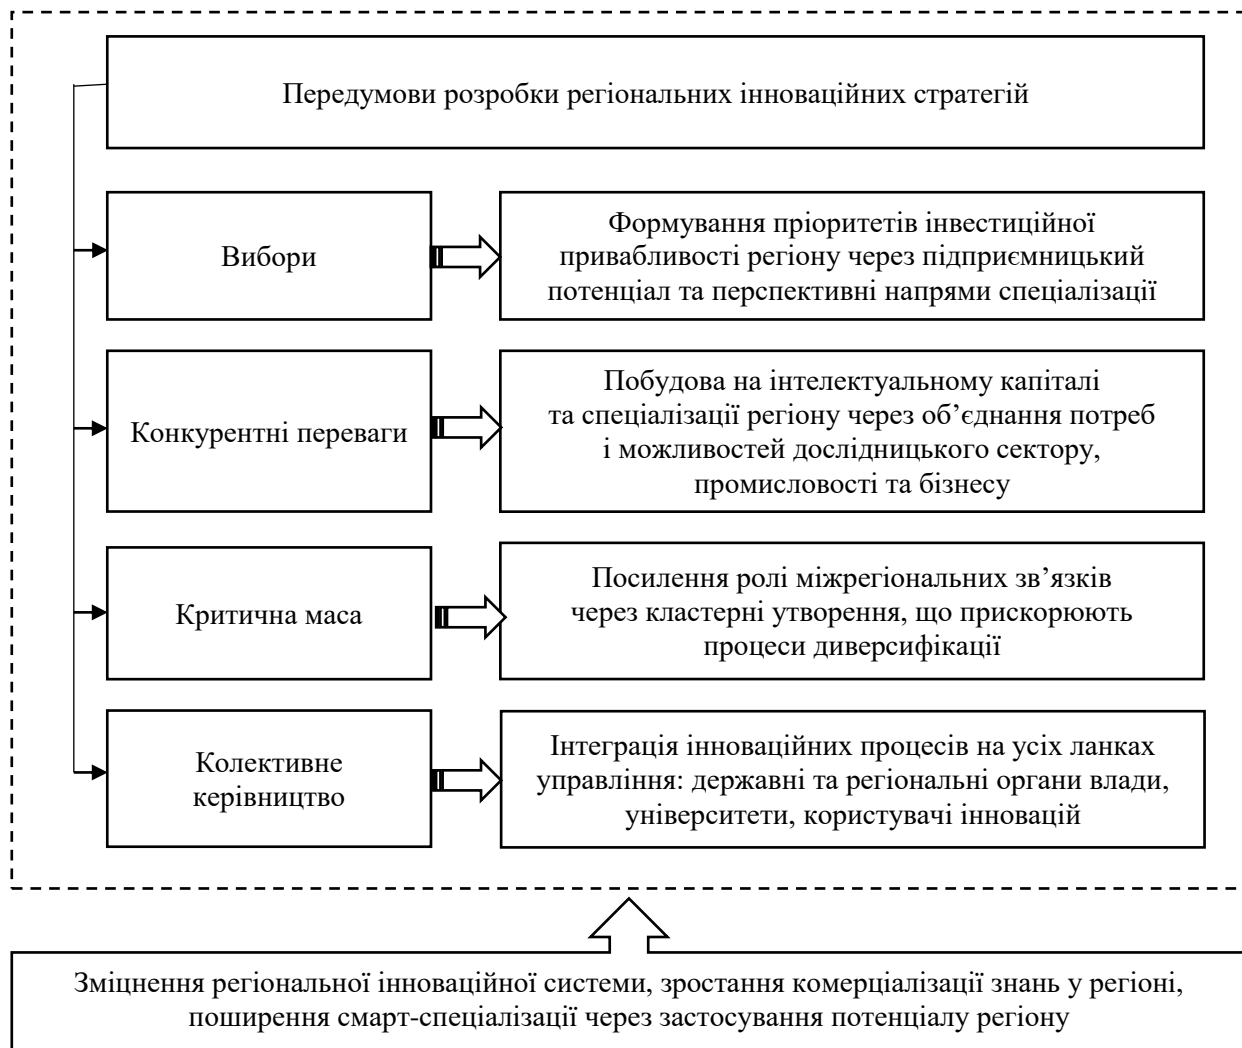 Передумови розробки регіональних інноваційних стратегій
Вибори
Формування пріоритетів інвестиційної
привабливості регіону через підприємницький
потенціал та перспективні напрями спеціалізації
Конкурентні переваги
Побудова на інтелектуальному капіталі
та спеціалізації регіону через об’єднання потреб
і можливостей дослідницького сектору,
промисловості та бізнесу
Критична маса
Посилення ролі міжрегіональних зв’язків
через кластерні утворення, що прискорюють
процеси диверсифікації
Колективне
керівництво
Інтеграція інноваційних процесів на усіх ланках
управління: державні та регіональні органи влади,
університети, користувачі інновацій
Зміцнення регіональної інноваційної системи, зростання комерціалізації знань у регіоні,
поширення смарт-спеціалізації через застосування потенціалу регіону